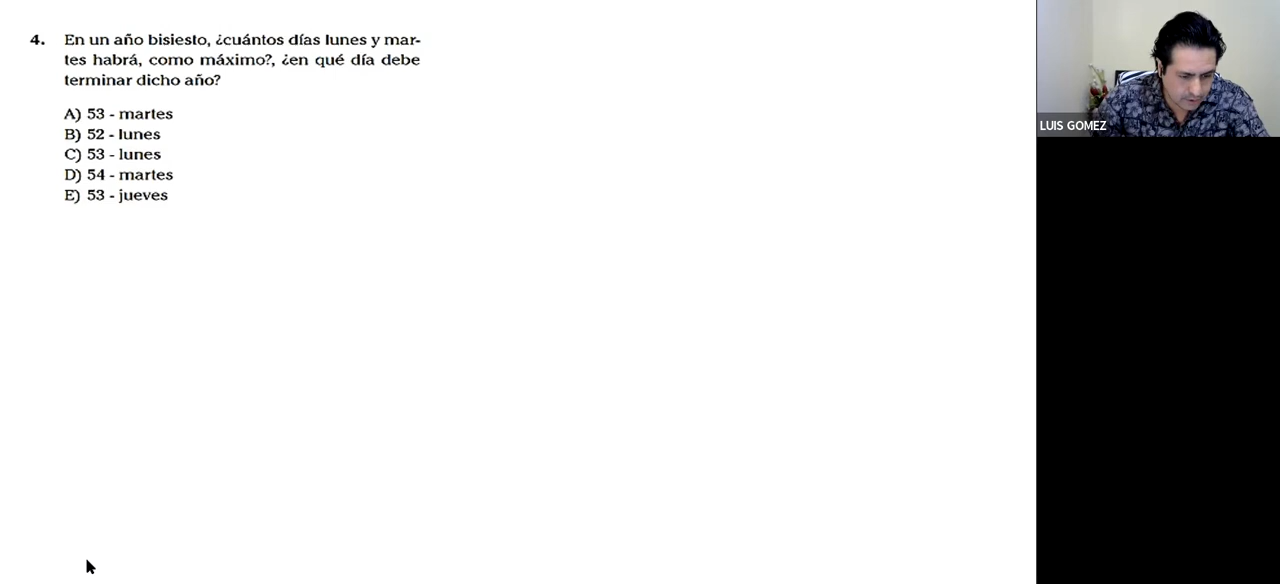 4. En un año bisiesto, ¿cuántos días lunes y mar-
tes habrá, como máximo?, ¿en qué día debe
terminar dicho año?
A) 53 - martes
B) 52 - lunes
C) 53 - lunes
D) 54 - martes
E) 53 - jueves
LUIS GOMEZ